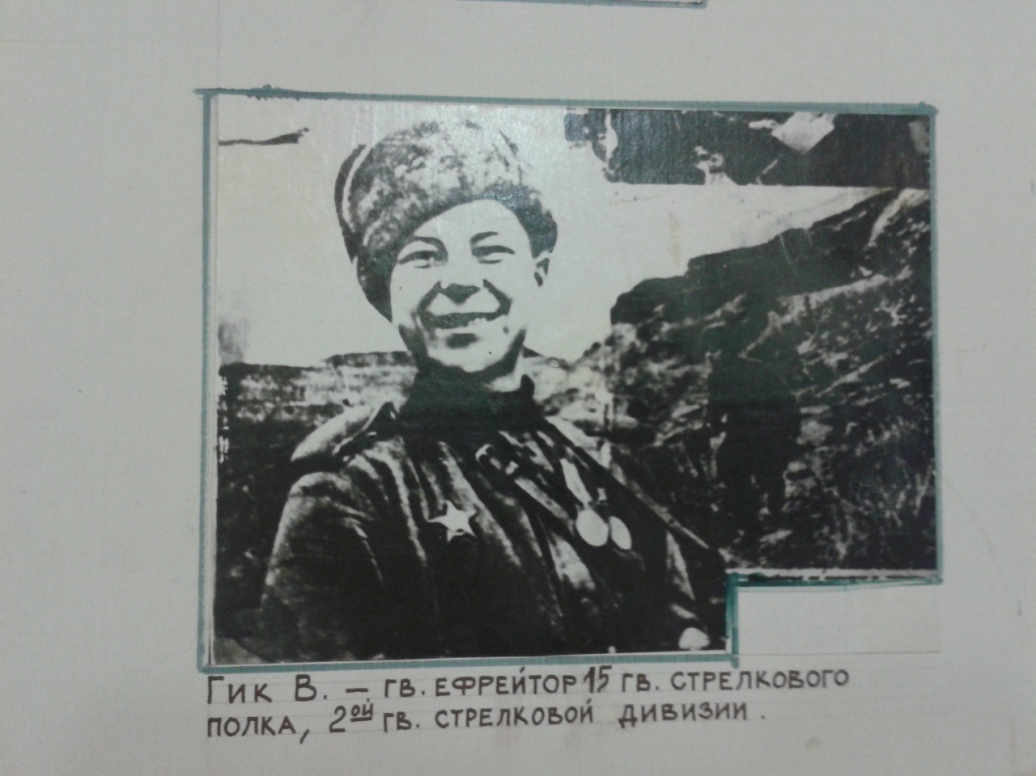 ГИК В. – ГВ. ЕФРЕЙТОР 15 ГВ. СТРЕЛКОВОГО
ПОЛКА, 2ОЙ ГВ. СТРЕЛКОВОЙ ДИВИЗИИ.